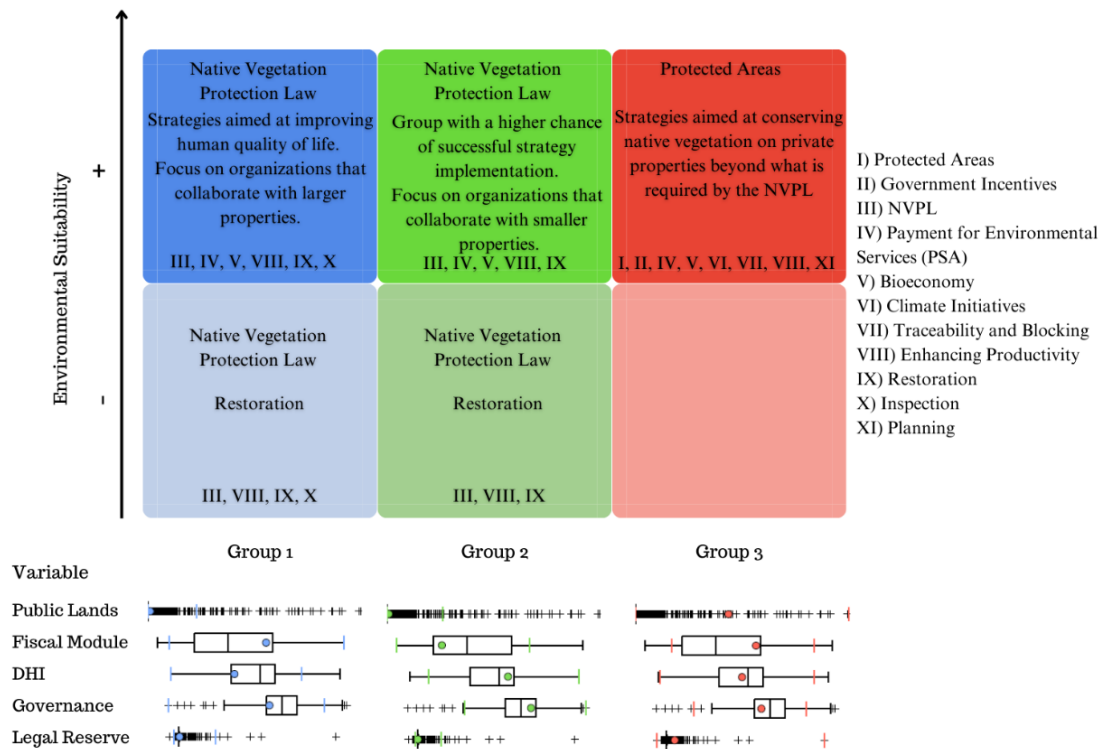 Native Vegetation
Protection Law
Strategies aimed at improving
human quality of life.
Focus on organizations that
collaborate with larger
properties.
III, IV, V, VIII, IX, X
Native Vegetation
Protection Law
Group with a higher chance
of successful strategy
implementation.
Focus on organizations that
collaborate with smaller
properties.
III, IV, V, VIII, IX
Protected Areas
Strategies aimed at conserving
native vegetation on private
properties beyond what is
required by the NVPL
I, II, IV, V, VI, VII, VIII, XI
Environmental Suitability
+
-
Native Vegetation
Protection Law
Restoration
III, VIII, IX, X
Native Vegetation
Protection Law
Restoration
III, VIII, IX
I) Protected Areas
II) Government Incentives
III) NVPL
IV) Payment for Environmental
Services (PSA)
V) Bioeconomy
VI) Climate Initiatives
VII) Traceability and Blocking
VIII) Enhancing Productivity
IX) Restoration
X) Inspection
XI) Planning
Group 1
Group 2
Group 3
Variable
Public Lands
Fiscal Module
DHI
Governance
Legal Reserve